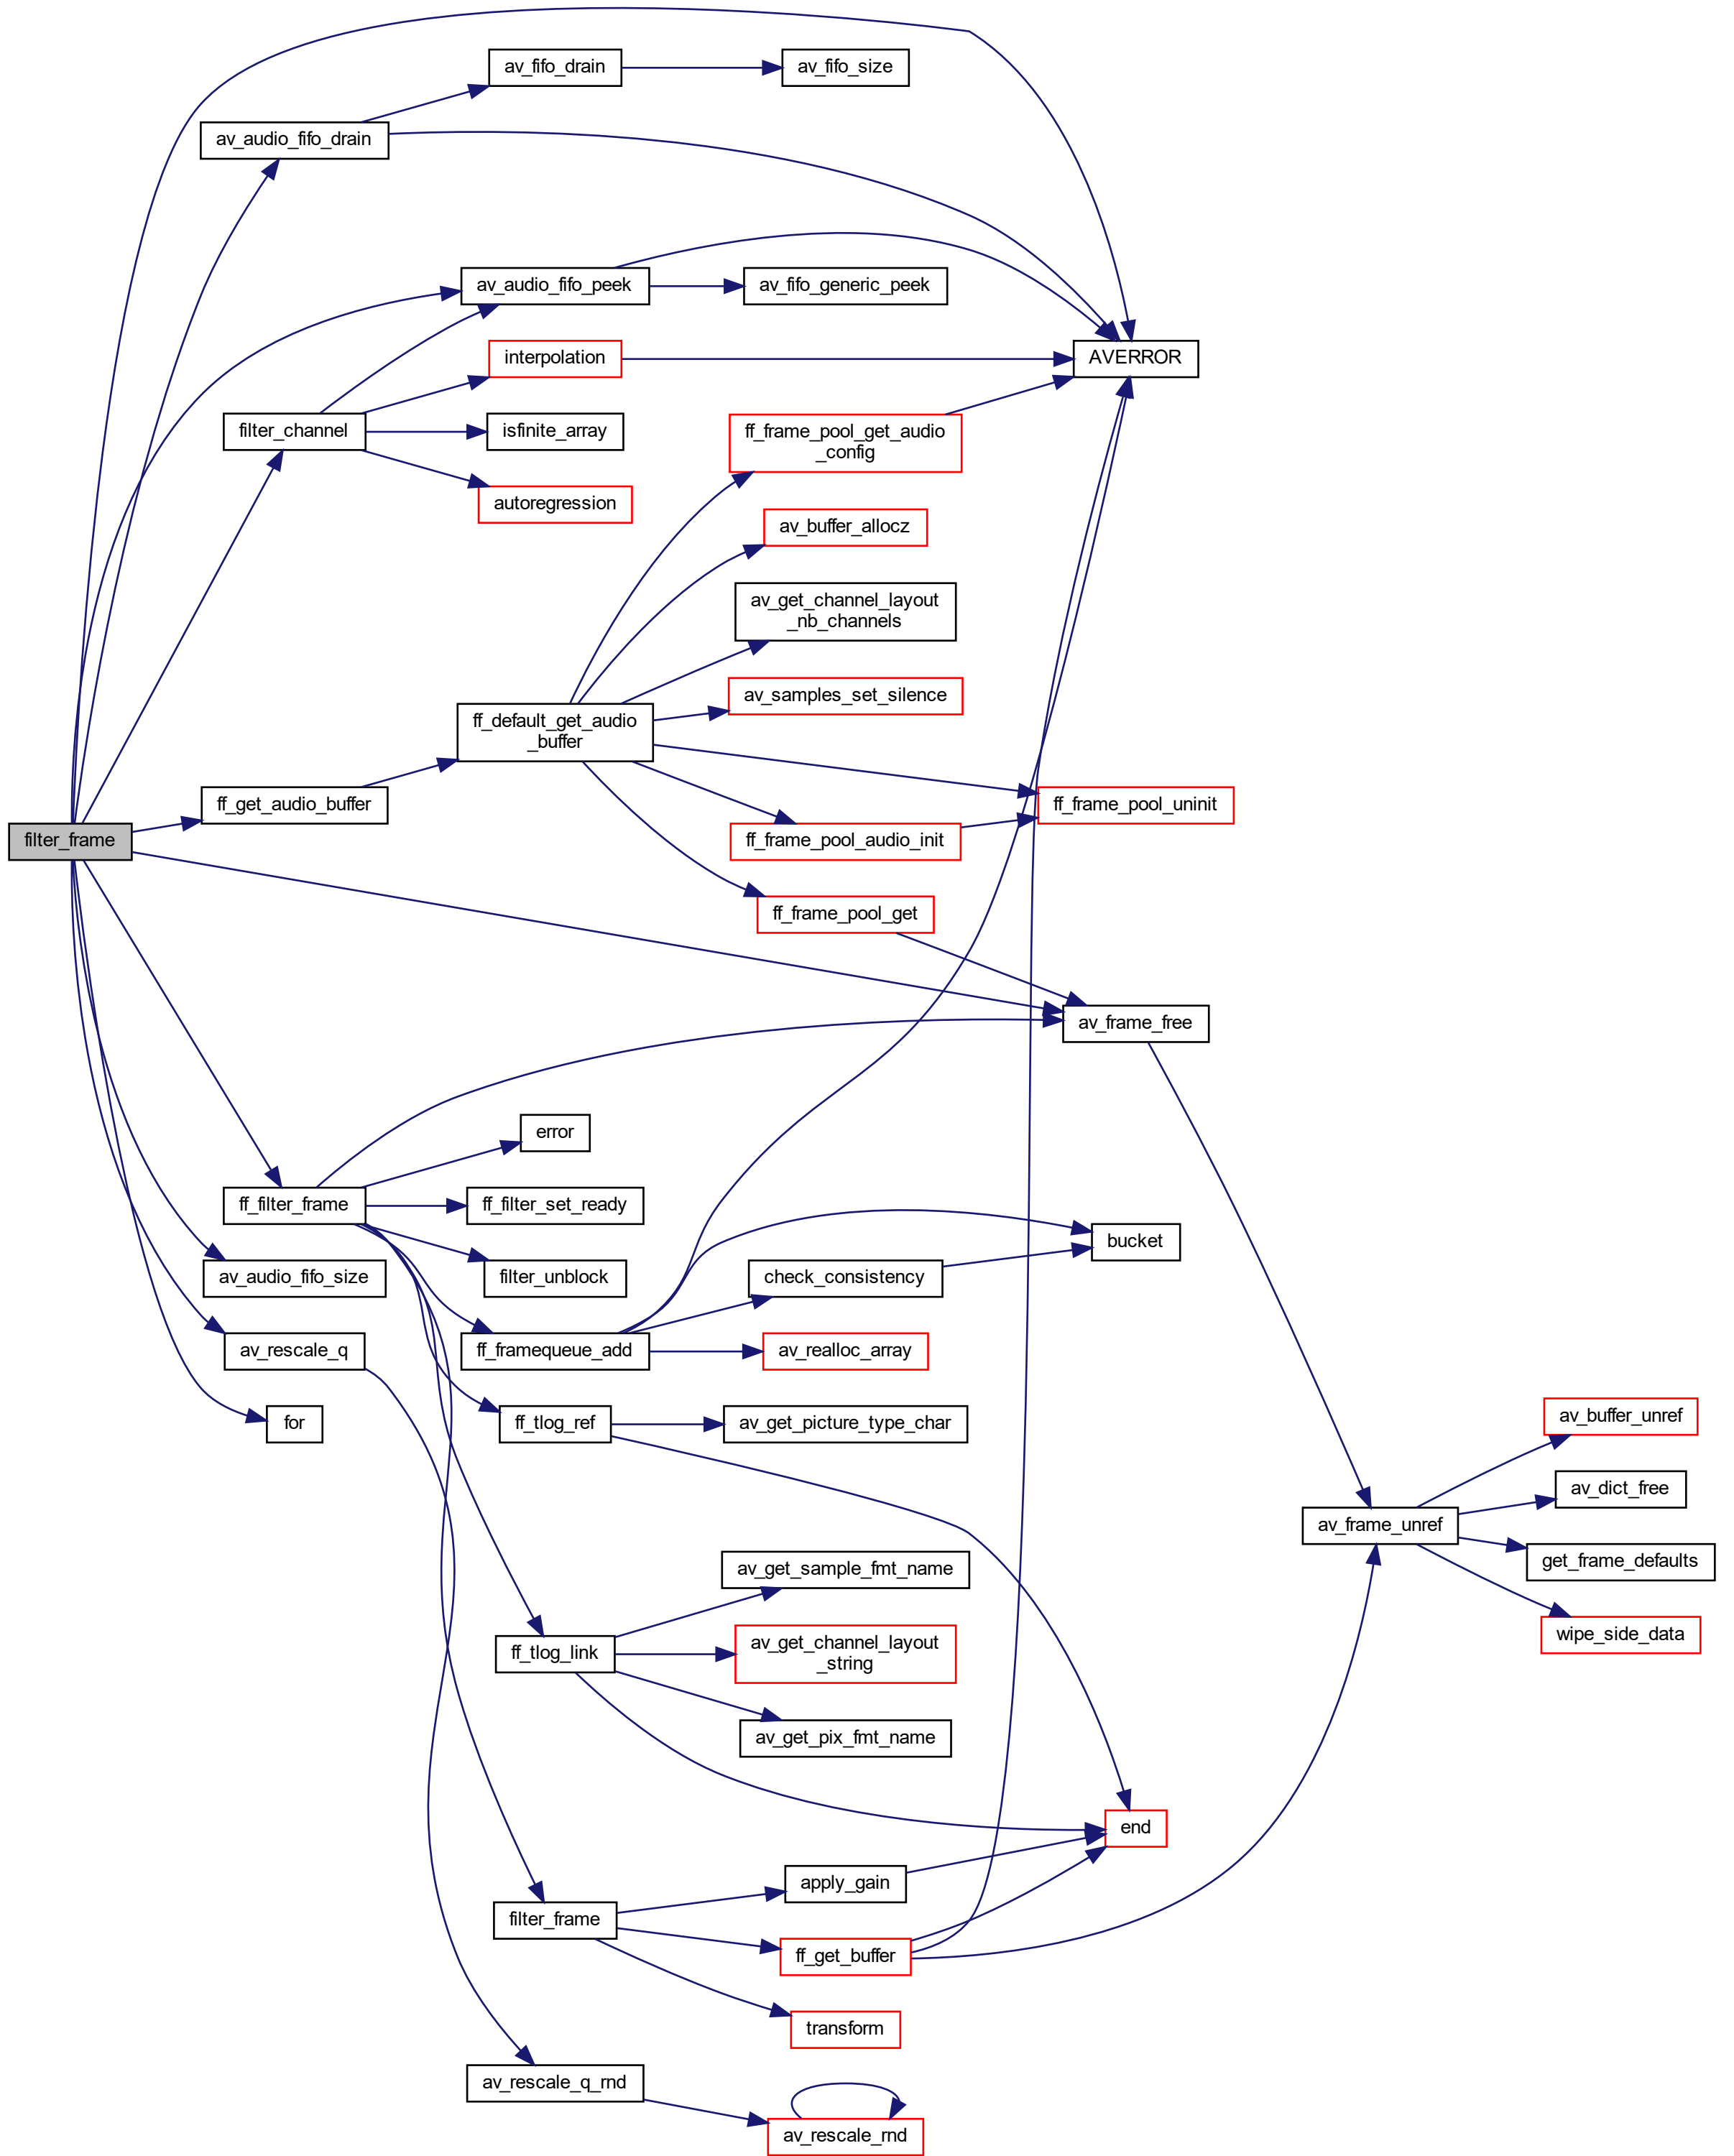 av_fifo_drain
av_fifo_size
av_audio_fifo_drain
av_audio_fifo_peek
av_fifo_generic_peek
interpolation
AVERROR
filter_channel
isfinite_array
ff_frame_pool_get_audio
_config
autoregression
av_buffer_allocz
av_get_channel_layout
_nb_channels
av_samples_set_silence
ff_default_get_audio
_buffer
ff_get_audio_buffer
ff_frame_pool_uninit
filter_frame
ff_frame_pool_audio_init
ff_frame_pool_get
av_frame_free
error
ff_filter_frame
ff_filter_set_ready
bucket
av_audio_fifo_size
filter_unblock
check_consistency
av_rescale_q
ff_framequeue_add
av_realloc_array
for
ff_tlog_ref
av_get_picture_type_char
av_buffer_unref
av_dict_free
av_frame_unref
get_frame_defaults
av_get_sample_fmt_name
wipe_side_data
ff_tlog_link
av_get_channel_layout
_string
av_get_pix_fmt_name
end
apply_gain
filter_frame
ff_get_buffer
transform
av_rescale_q_rnd
av_rescale_rnd